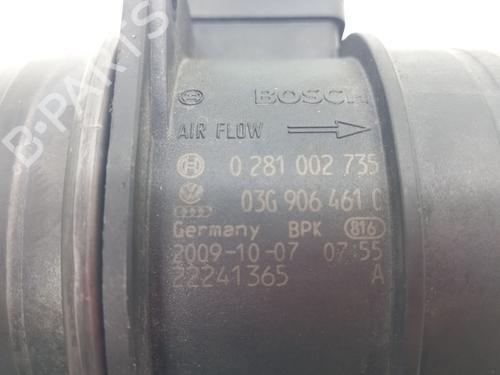 B-PARTS
BOSCH
AIR FLOW
0 281 002 735
03G 906 461 C
Germany BPK 816
2009-10-07 07:55
22241365 A